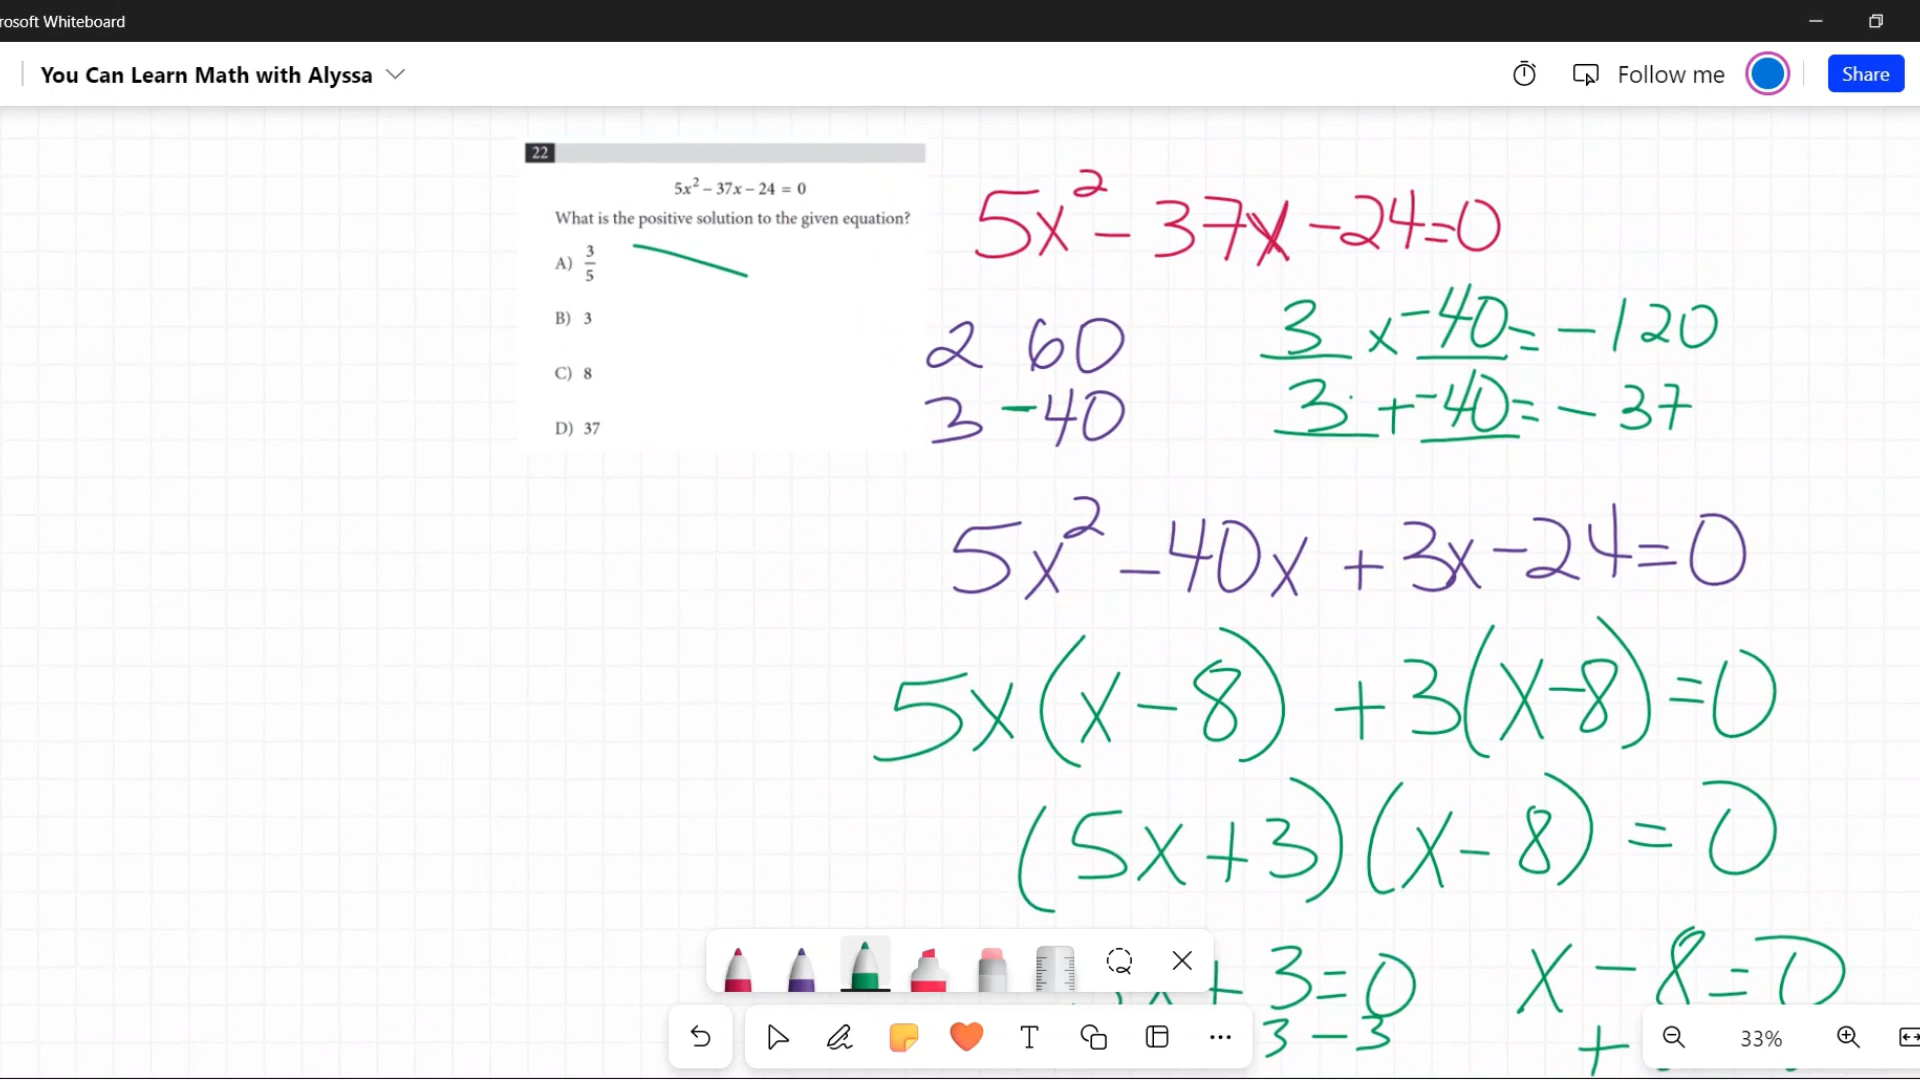 rosoft Whiteboard
You Can Learn Math with Alyssa
Follow me
Share
22
5x² – 37x – 24 = 0
What is the positive solution to the given equation?
A) 3/5
B) 3
C) 8
D) 37
5x² – 37x – 24 = 0
2 60
3 –40
3 x –40 = –120
3 + –40 = –37
5x² – 40x + 3x – 24 = 0
5x(x – 8) + 3(x – 8) = 0
(5x + 3)(x – 8) = 0
+ 3 = 0
x – 8 = 0
3 – 3
+
33%